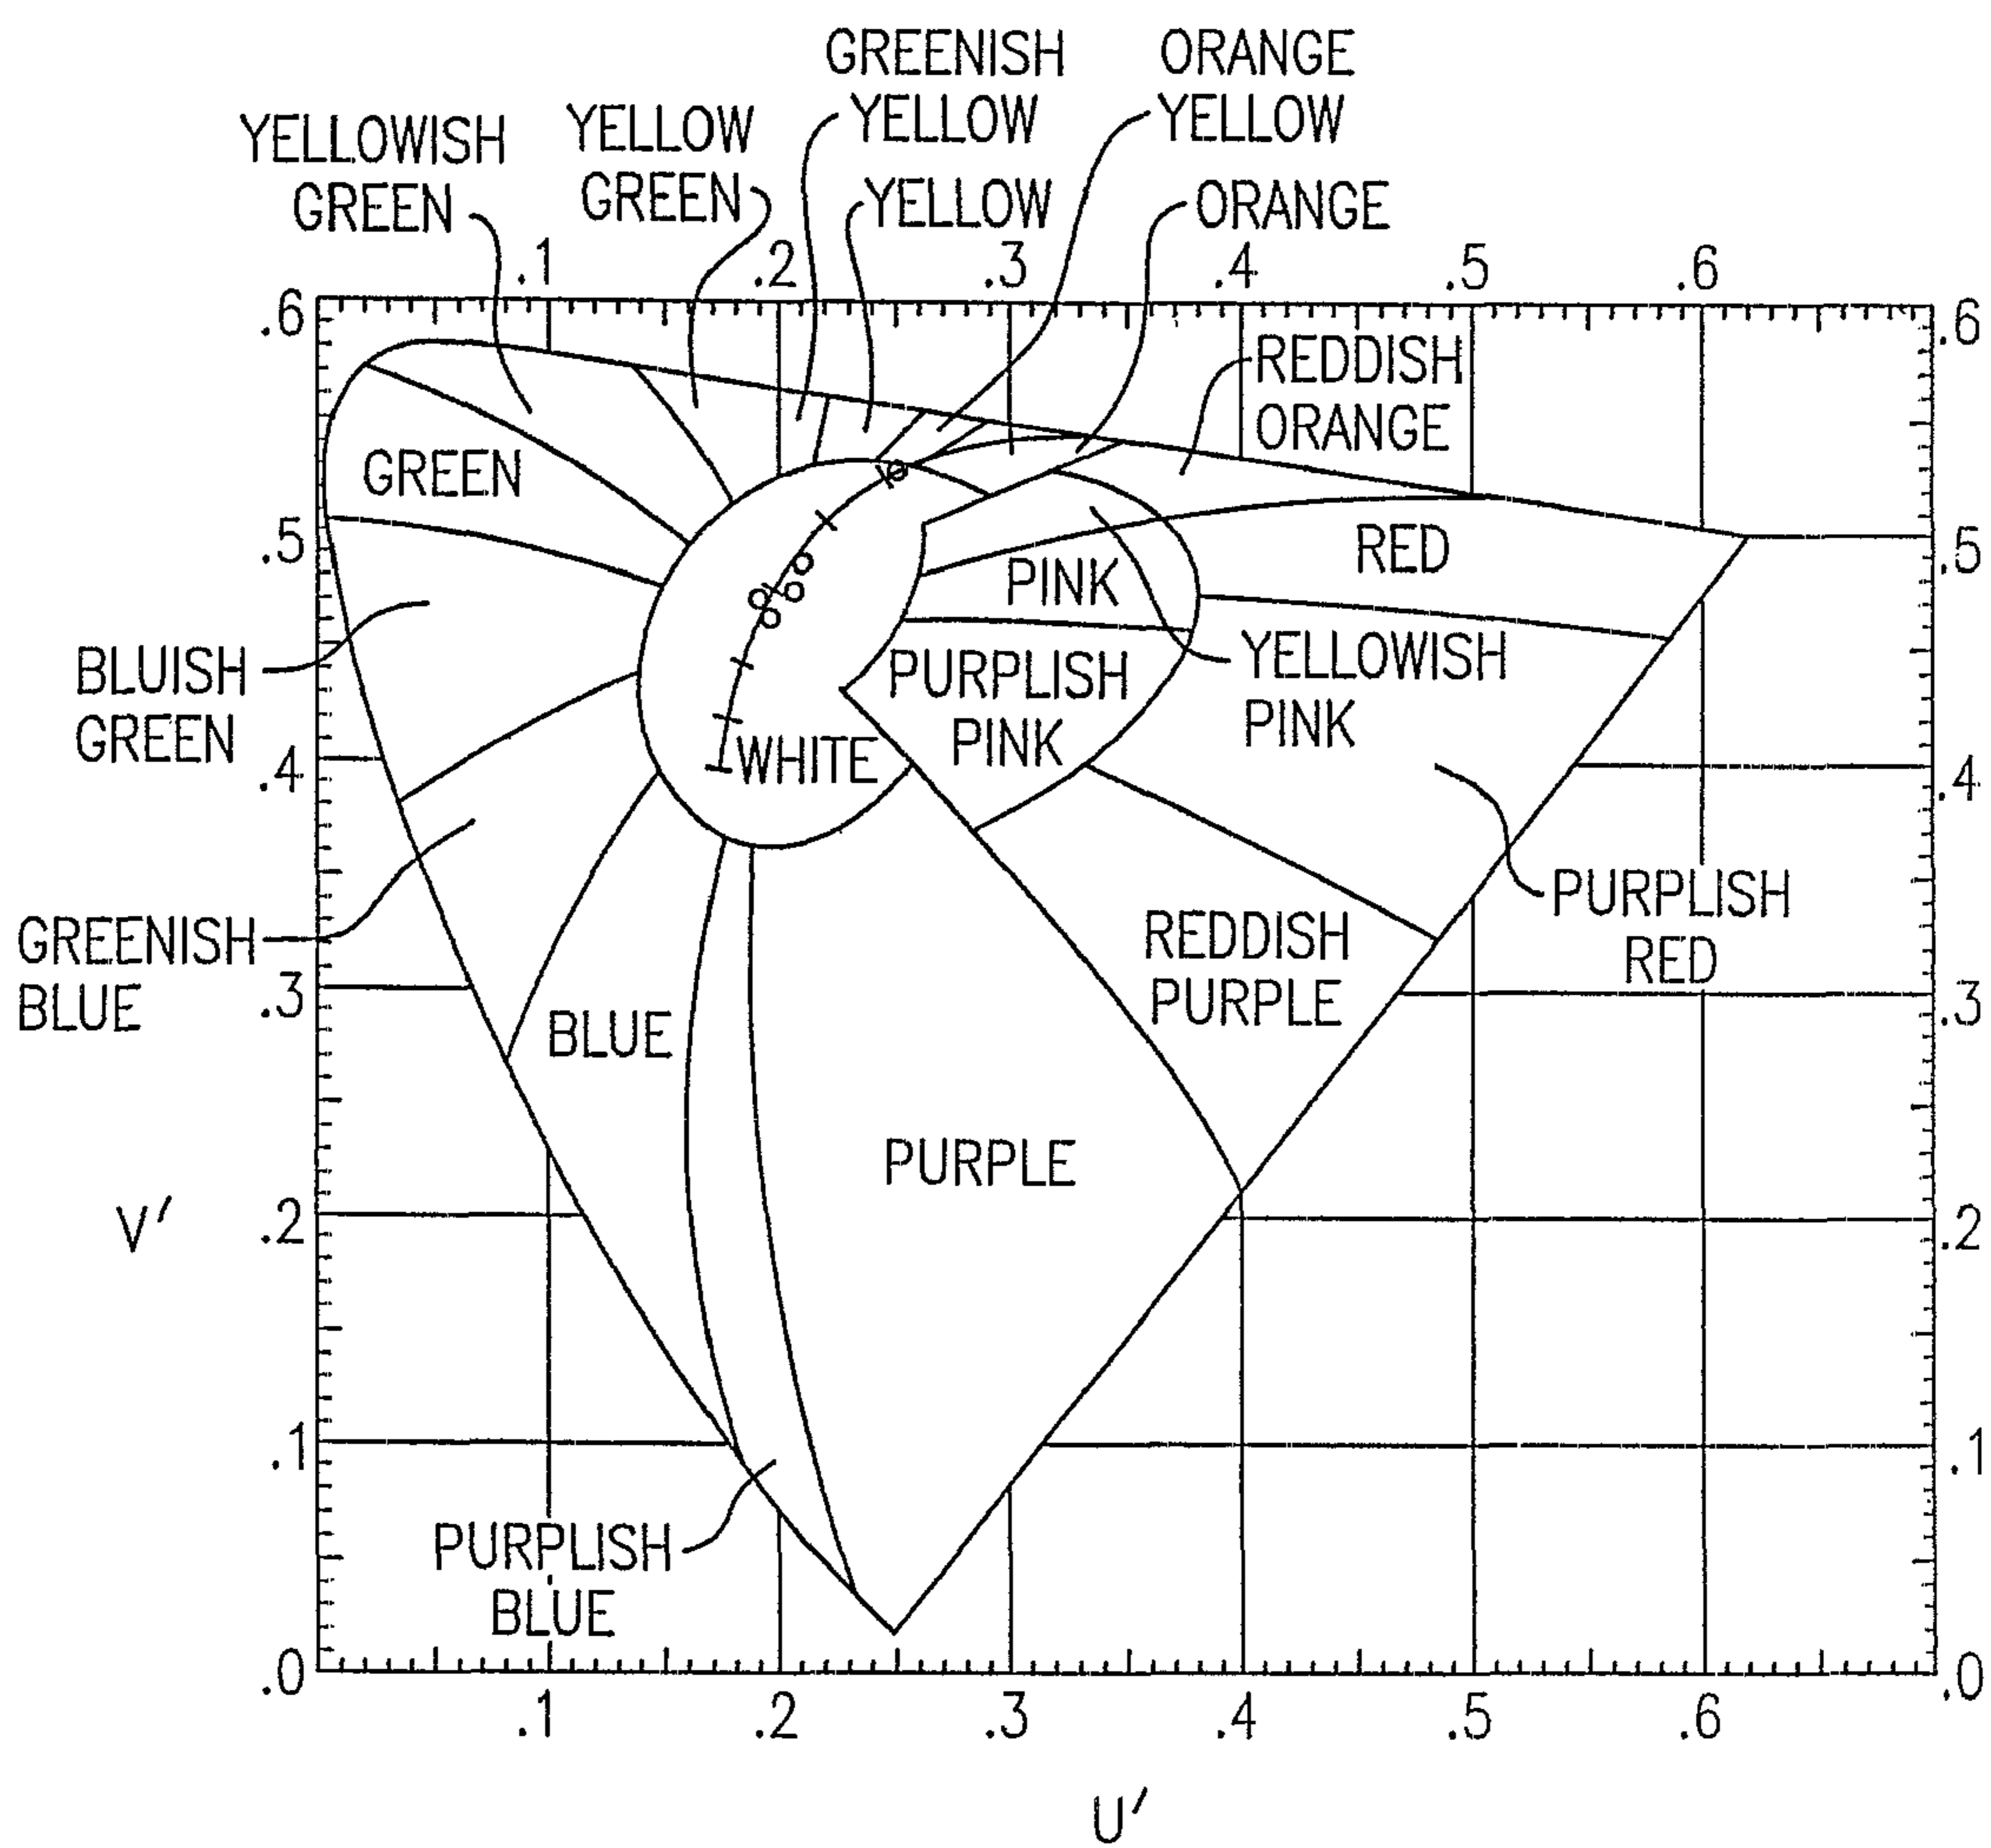 GREENISH
YELLOW
ORANGE
YELLOW
YELLOWISH
GREEN
YELLOW
GREEN
YELLOW
ORANGE
.1 .2 .3 .4 .5 .6
.6 .6
REDDISH
ORANGE
GREEN
.5 .5
RED
PINK
BLUISH
GREEN
PURPLISH
PINK
YELLOWISH
PINK
WHITE
.4 .4
PURPLISH
RED
GREENISH
BLUE
REDDISH
PURPLE
.3 .3
BLUE
PURPLE
V'
.2 .2
.1 .1
PURPLISH
BLUE
.0 .0
.1 .2 .3 .4 .5 .6
U'